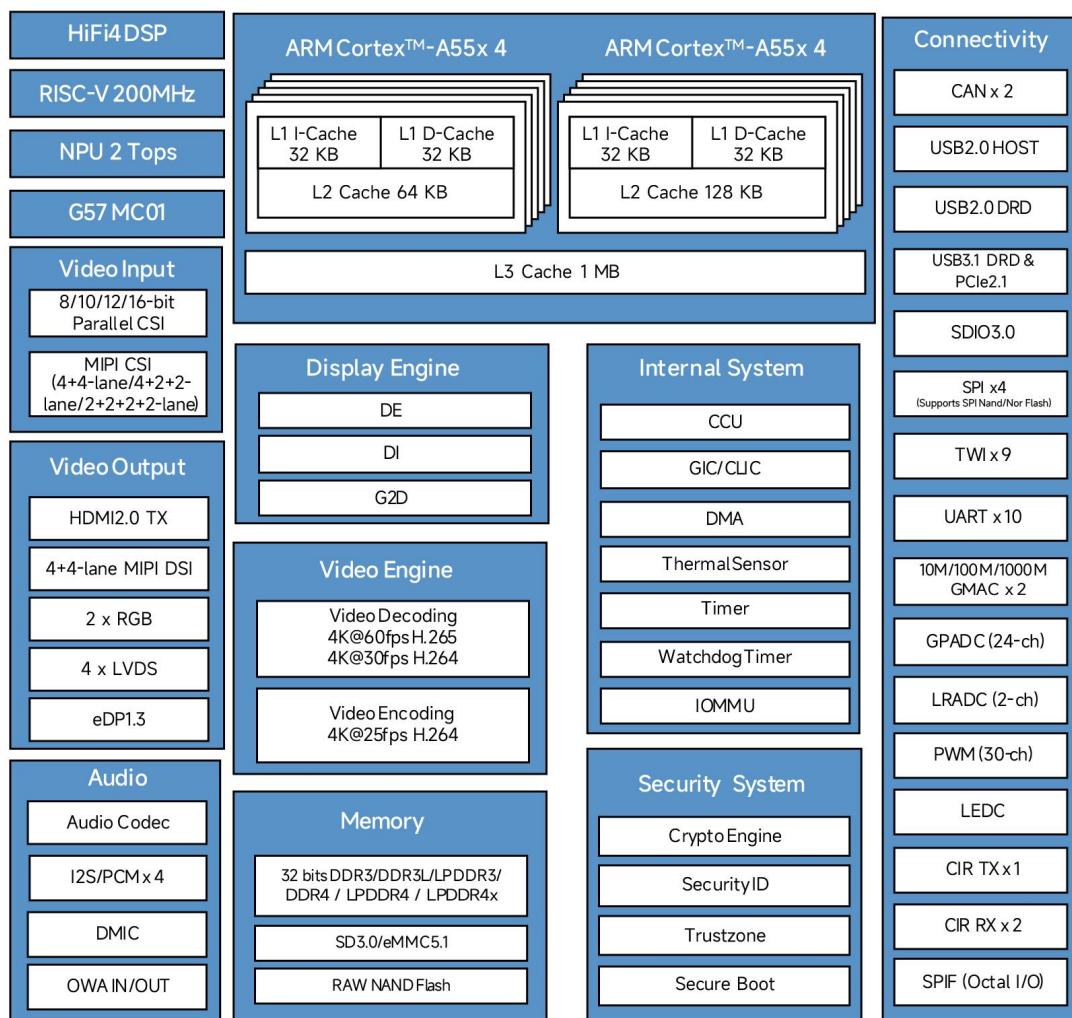 HiFi4 DSP
RISC-V 200MHz
NPU 2 Tops
G57 MC01
Video Input
8/10/12/16-bit
Parallel CSI
MIPI CSI
(4+4-lane/4+2+2-
lane/2+2+2+2-lane)
Video Output
HDMI2.0 TX
4+4-lane MIPI DSI
2 x RGB
4 x LVDS
eDP1.3
Audio
Audio Codec
I2S/PCM x 4
DMIC
OWA IN/OUT
ARM Cortex™-A55x 4
L1 I-Cache
32 KB
L1 D-Cache
32 KB
L2 Cache 64 KB
ARM Cortex™-A55x 4
L1 I-Cache
32 KB
L1 D-Cache
32 KB
L2 Cache 128 KB
L3 Cache 1 MB
Display Engine
DE
DI
G2D
Video Engine
Video Decoding
4K@60fps H.265
4K@30fps H.264
Video Encoding
4K@25fps H.264
Memory
32 bits DDR3/DDR3L/LPDDR3/
DDR4 / LPDDR4 / LPDDR4x
SD3.0/eMMC5.1
RAW NAND Flash
Internal System
CCU
GIC/CLIC
DMA
Thermal Sensor
Timer
Watchdog Timer
IOMMU
Security System
Crypto Engine
Security ID
Trustzone
Secure Boot
Connectivity
CAN x 2
USB2.0 HOST
USB2.0 DRD
USB3.1 DRD &
PCIe2.1
SDIO3.0
SPI x4
(Supports SPI Nand/Nor Flash)
TWI x 9
UART x 10
10M/100M/1000M
GMAC x 2
GPADC (24-ch)
LRADC (2-ch)
PWM (30-ch)
LEDC
CIR TX x 1
CIR RX x 2
SPIF (Octal I/O)